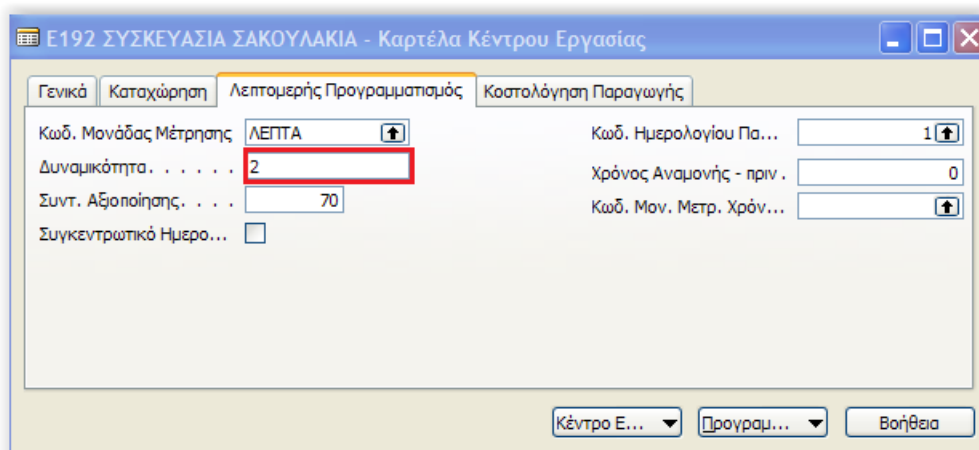 E192 ΣΥΣΚΕΥΑΣΙΑ ΣΑΚΟΥΛΑΚΙΑ - Καρτέλα Κέντρου Εργασίας
Γενικά Καταχώρηση Λεπτομερής Προγραμματισμός Κοστολόγηση Παραγωγής
Κωδ. Μονάδας Μέτρησης ΛΕΠΤΑ Κωδ. Ημερολογίου Πα... 1
Δυναμικότητα. . . . . . 2 Χρόνος Αναμονής - πριν . 0
Συντ. Αξιοποίησης. . . . 70 Κωδ. Μον. Μετρ. Χρόν...
Συγκεντρωτικό Ημερο...
Κέντρο Ε... Προγραμ... Βοήθεια